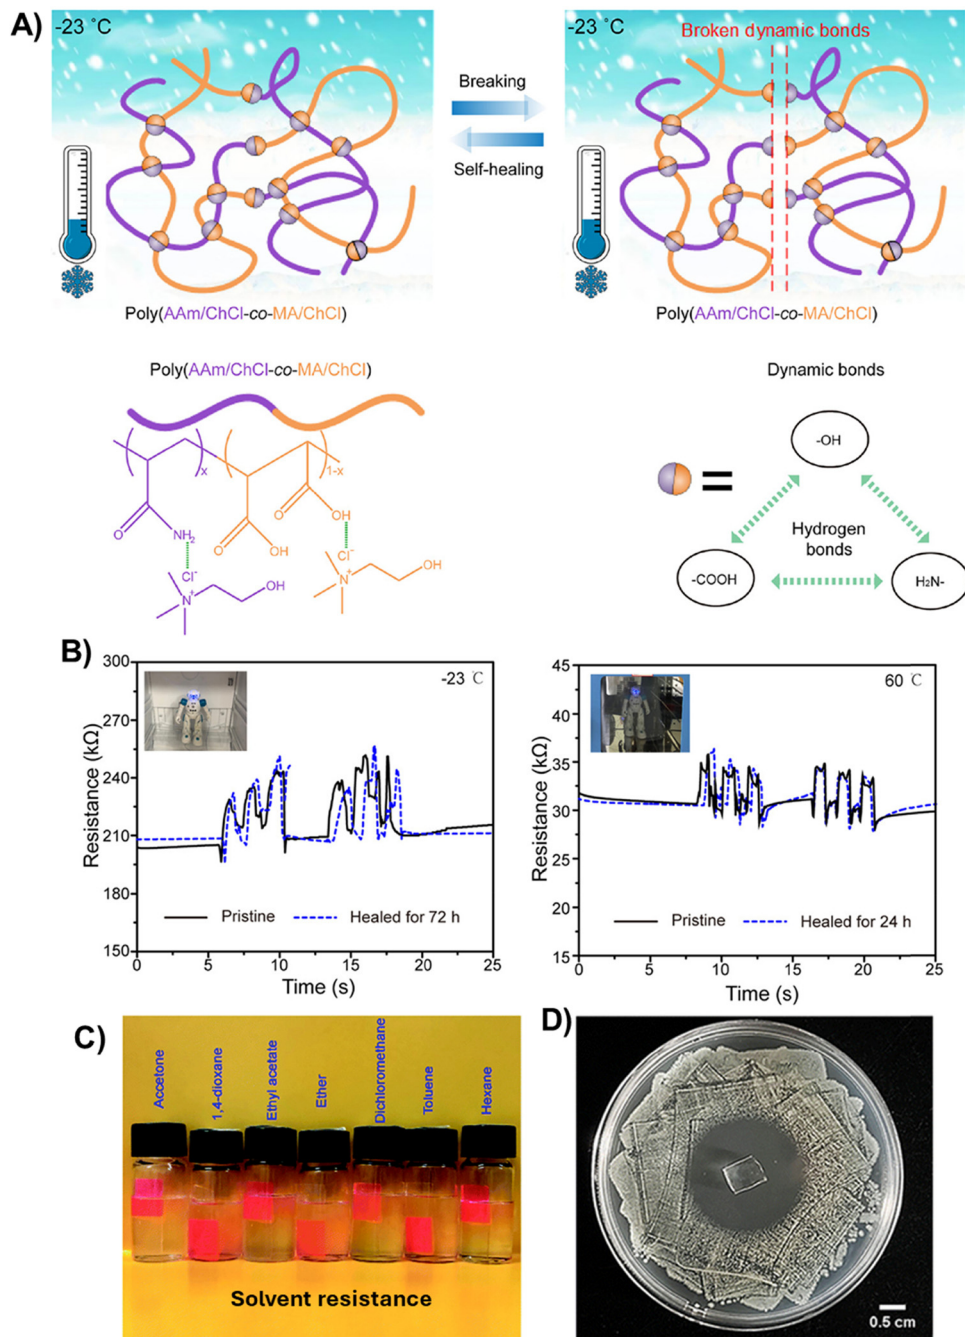 A)
-23 °C
Breaking
Self-healing
-23 °C
Broken dynamic bonds
Poly(AAm/ChCl-co-MA/ChCl)
Poly(AAm/ChCl-co-MA/ChCl)
Poly(AAm/ChCl-co-MA/ChCl)
x
1-x
O
NH₂
O
OH
O
OH
Cl⁻
N⁺
OH
Cl⁻
N⁺
OH
Dynamic bonds
=
-OH
Hydrogen
bonds
-COOH
H₂N-
B)
Resistance (kΩ)
300
270
240
210
180
150
-23 ℃
Pristine
Healed for 72 h
0
5
10
15
20
25
Time (s)
Resistance (kΩ)
45
40
35
30
25
20
15
60 ℃
Pristine
Healed for 24 h
0
5
10
15
20
25
Time (s)
C)
Accetone
1,4-dioxane
Ethyl acetate
Ether
Dichloromethane
Toluene
Hexane
Solvent resistance
D)
0.5 cm